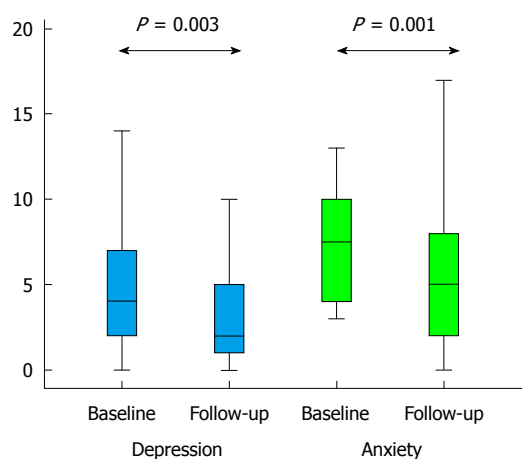 P = 0.003 P = 0.001
20
15
10
5
0
Baseline Follow-up Baseline Follow-up
Depression Anxiety